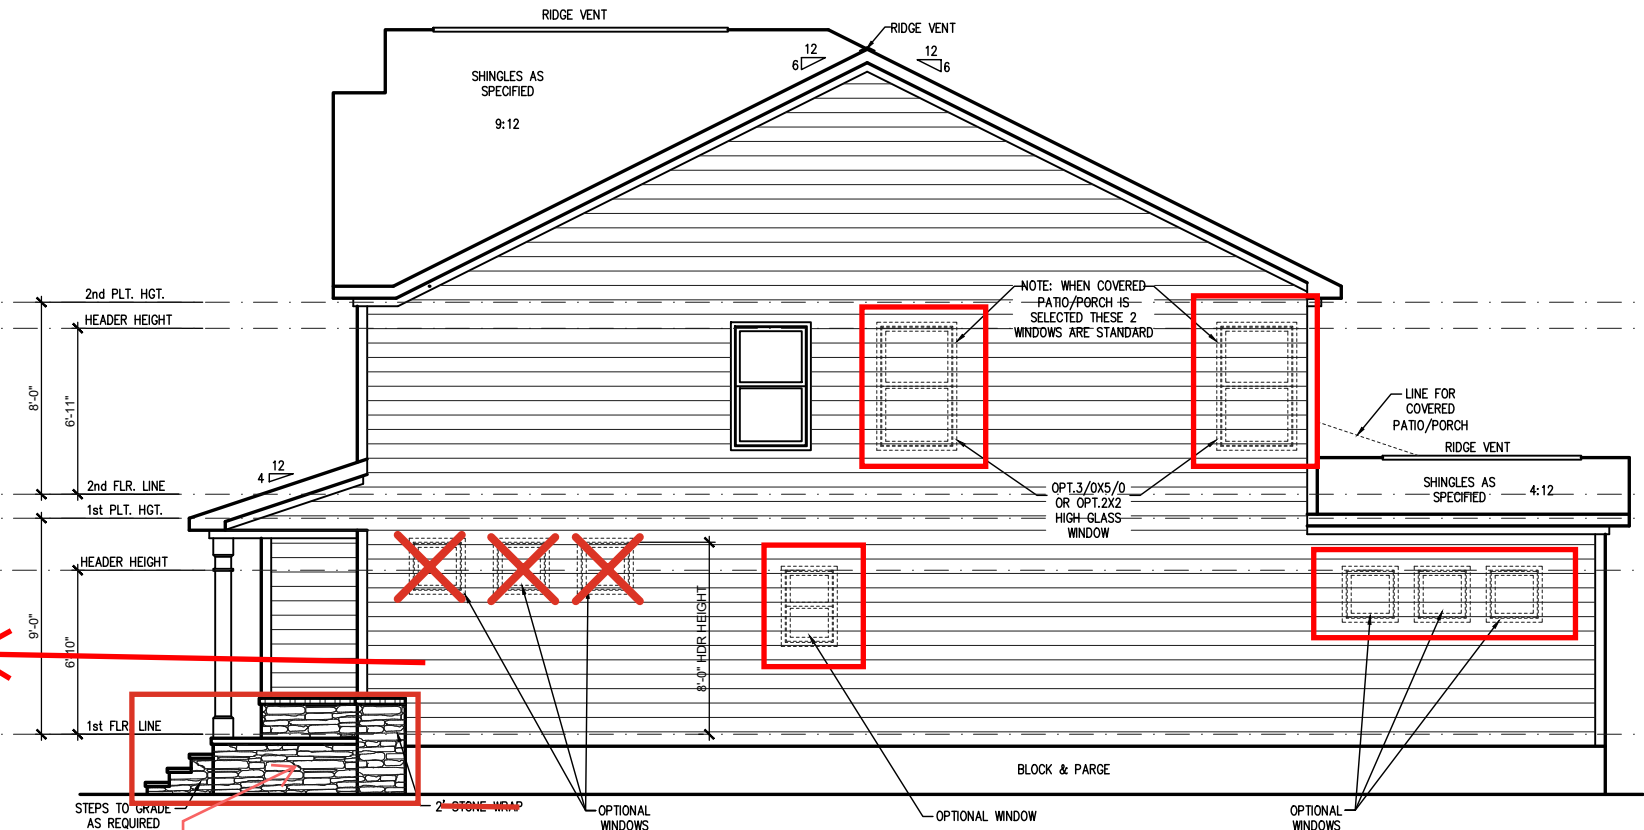 RIDGE VENT
RIDGE VENT
12
6
12
6
SHINGLES AS
SPECIFIED
9:12
2nd PLT. HGT.
HEADER HEIGHT
NOTE: WHEN COVERED
PATIO/PORCH IS
SELECTED THESE 2
WINDOWS ARE STANDARD
8'-0"
6'-11"
LINE FOR
COVERED
PATIO/PORCH
RIDGE VENT
12
4
2nd FLR. LINE
1st PLT. HGT.
OPT.3/0X5/0
OR OPT.2X2
HIGH GLASS
WINDOW
SHINGLES AS
SPECIFIED
4:12
HEADER HEIGHT
9'-0"
6'-10"
8'-0" HDR HEIGHT
1st FLR. LINE
BLOCK & PARGE
STEPS TO GRADE
AS REQUIRED
2' STONE WRAP
OPTIONAL
WINDOWS
OPTIONAL WINDOW
OPTIONAL
WINDOWS